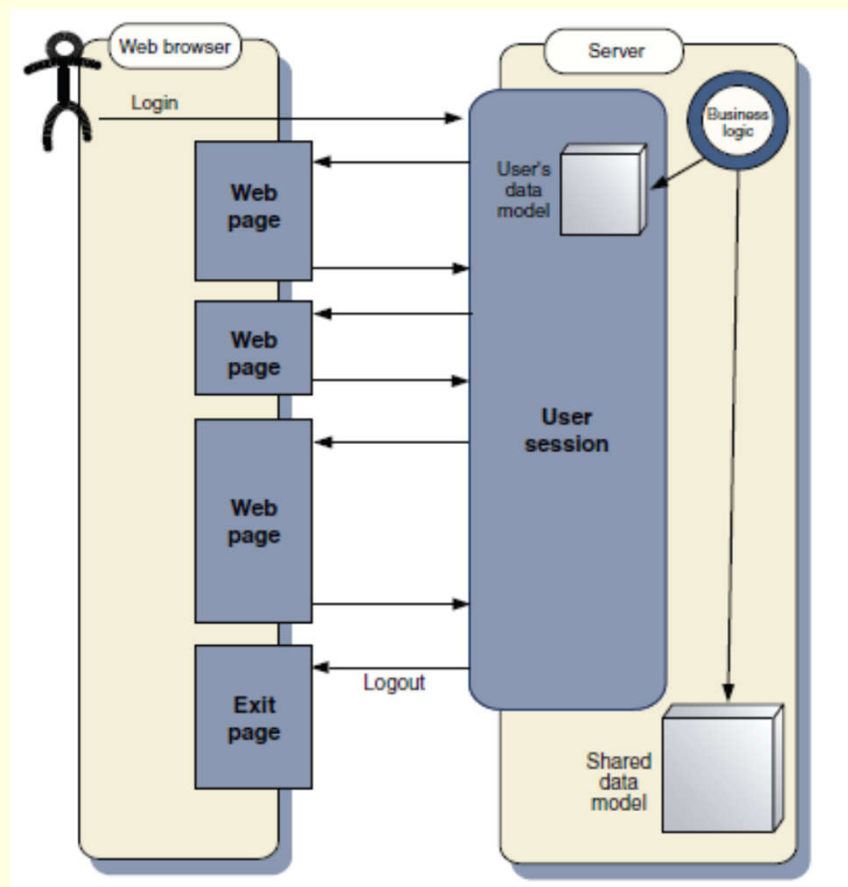 Web browser
Server
Login
Business
logic
User's
data
model
Web
page
Web
page
User
session
Web
page
Logout
Exit
page
Shared
data
model